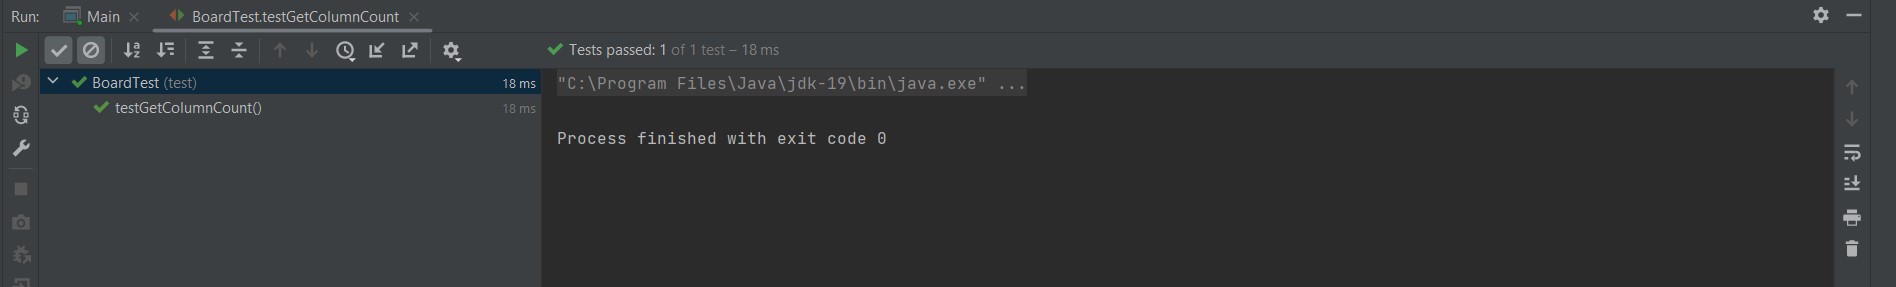 Run: Main BoardTest.testGetColumnCount
Tests passed: 1 of 1 test – 18 ms
BoardTest (test) 18 ms
testGetColumnCount() 18 ms
"C:\Program Files\Java\jdk-19\bin\java.exe" ...
Process finished with exit code 0